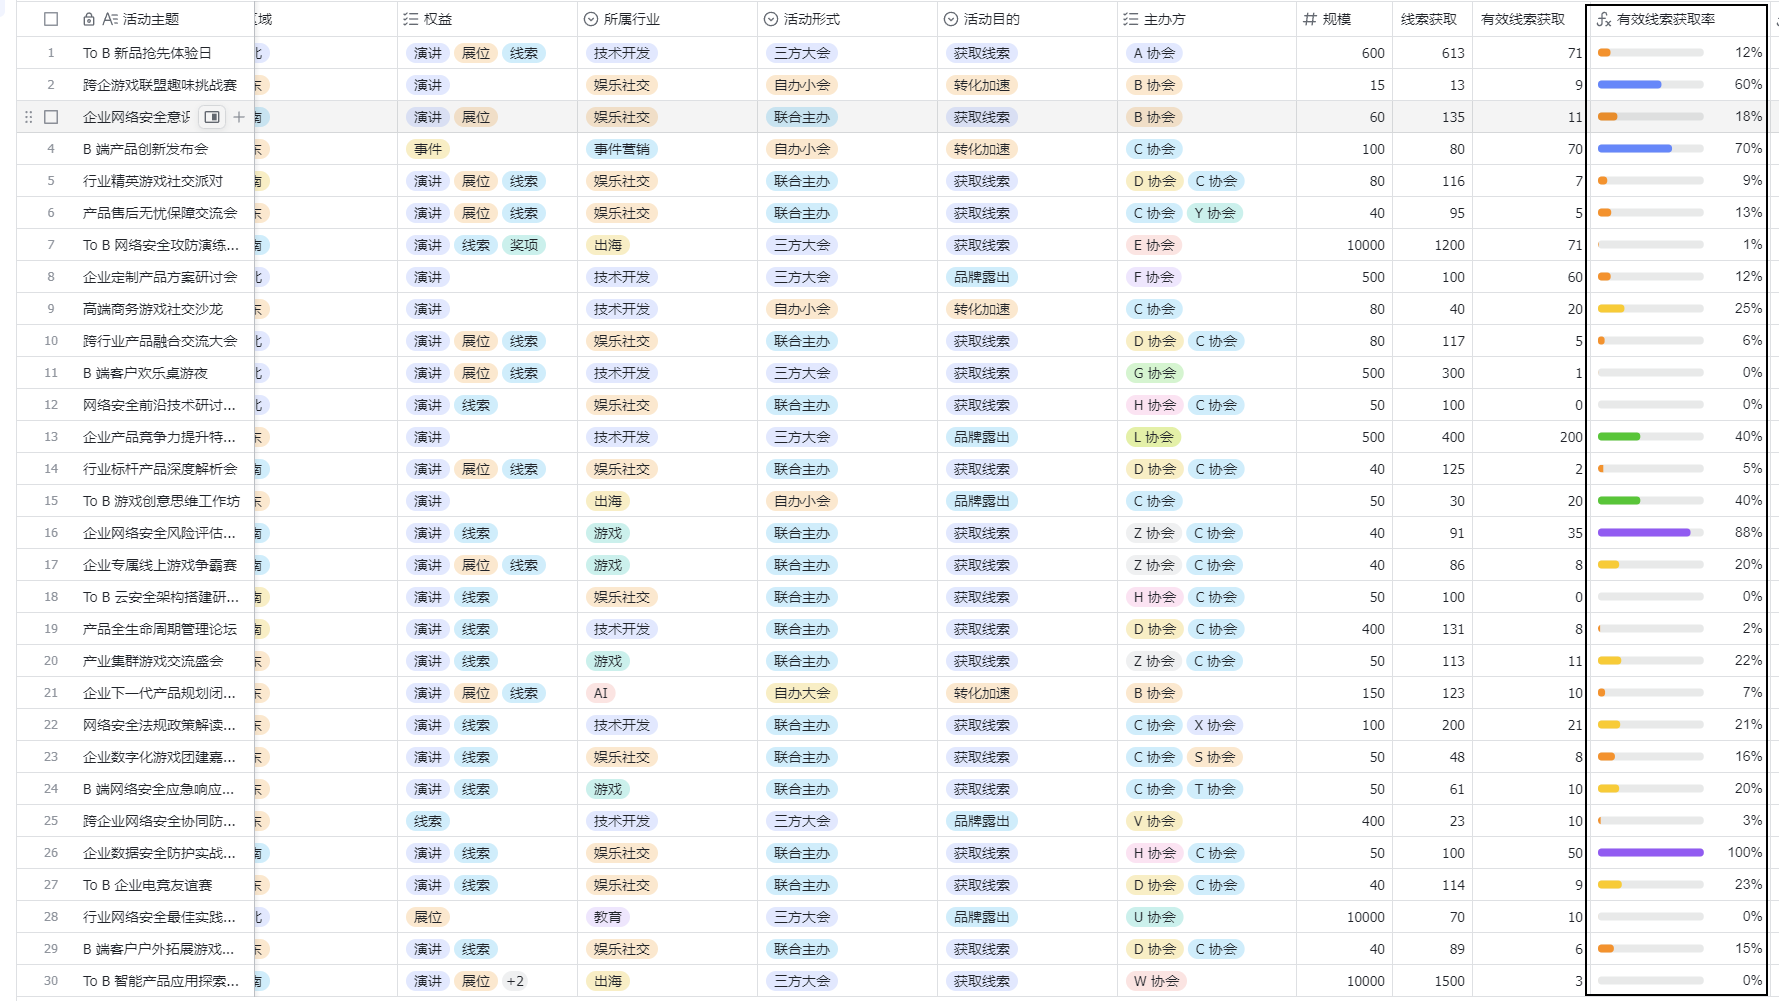 活动主题 域 权益 所属行业 活动形式 活动目的 主办方 # 规模 线索获取 有效线索获取 有效线索获取率
1 To B 新品抢先体验日 北 演讲 展位 线索 技术开发 三方大会 获取线索 A 协会 600 613 71 12%
2 跨企游戏联盟趣味挑战赛 东 演讲 娱乐社交 自办小会 转化加速 B 协会 15 13 9 60%
企业网络安全意识 南 演讲 展位 娱乐社交 联合主办 获取线索 B 协会 60 135 11 18%
4 B 端产品创新发布会 东 事件 事件营销 自办小会 转化加速 C 协会 100 80 70 70%
5 行业精英游戏社交派对 南 演讲 展位 线索 娱乐社交 联合主办 获取线索 D 协会 C 协会 80 116 7 9%
6 产品售后无忧保障交流会 东 演讲 展位 线索 娱乐社交 联合主办 获取线索 C 协会 Y 协会 40 95 5 13%
7 To B 网络安全攻防演练... 南 演讲 线索 奖项 出海 三方大会 获取线索 E 协会 10000 1200 71 1%
8 企业定制产品方案研讨会 北 演讲 技术开发 三方大会 品牌露出 F 协会 500 100 60 12%
9 高端商务游戏社交沙龙 东 演讲 技术开发 自办小会 转化加速 C 协会 80 40 20 25%
10 跨行业产品融合交流大会 北 演讲 展位 线索 娱乐社交 联合主办 获取线索 D 协会 C 协会 80 117 5 6%
11 B 端客户欢乐桌游夜 北 演讲 展位 线索 技术开发 三方大会 获取线索 G 协会 500 300 1 0%
12 网络安全前沿技术研讨... 北 演讲 线索 娱乐社交 联合主办 获取线索 H 协会 C 协会 50 100 0 0%
13 企业产品竞争力提升特... 东 演讲 技术开发 三方大会 品牌露出 L 协会 500 400 200 40%
14 行业标杆产品深度解析会 南 演讲 展位 线索 娱乐社交 联合主办 获取线索 D 协会 C 协会 40 125 2 5%
15 To B 游戏创意思维工作坊 东 演讲 出海 自办小会 品牌露出 C 协会 50 30 20 40%
16 企业网络安全风险评估... 南 演讲 线索 游戏 联合主办 获取线索 Z 协会 C 协会 40 91 35 88%
17 企业专属线上游戏争霸赛 南 演讲 展位 线索 游戏 联合主办 获取线索 Z 协会 C 协会 40 86 8 20%
18 To B 云安全架构搭建研... 南 演讲 线索 娱乐社交 联合主办 获取线索 H 协会 C 协会 50 100 0 0%
19 产品全生命周期管理论坛 南 演讲 线索 技术开发 联合主办 获取线索 D 协会 C 协会 400 131 8 2%
20 产业集群游戏交流盛会 东 演讲 线索 游戏 联合主办 获取线索 Z 协会 C 协会 50 113 11 22%
21 企业下一代产品规划闭... 东 演讲 展位 线索 AI 自办大会 转化加速 B 协会 150 123 10 7%
22 网络安全法规政策解读... 东 演讲 线索 技术开发 联合主办 获取线索 C 协会 X 协会 100 200 21 21%
23 企业数字化游戏团建嘉... 东 演讲 线索 娱乐社交 联合主办 获取线索 C 协会 S 协会 50 48 8 16%
24 B 端网络安全应急响应... 东 演讲 线索 游戏 联合主办 获取线索 C 协会 T 协会 50 61 10 20%
25 跨企业网络安全协同防... 东 线索 技术开发 三方大会 品牌露出 V 协会 400 23 10 3%
26 企业数据安全防护实战... 南 演讲 线索 娱乐社交 联合主办 获取线索 H 协会 C 协会 50 100 50 100%
27 To B 企业电竞友谊赛 东 演讲 线索 娱乐社交 联合主办 获取线索 D 协会 C 协会 40 114 9 23%
28 行业网络安全最佳实践... 北 展位 教育 三方大会 品牌露出 U 协会 10000 70 10 0%
29 B 端客户户外拓展游戏... 东 演讲 线索 娱乐社交 联合主办 获取线索 D 协会 C 协会 40 89 6 15%
30 To B 智能产品应用探索... 南 演讲 展位 +2 出海 三方大会 获取线索 W 协会 10000 1500 3 0%